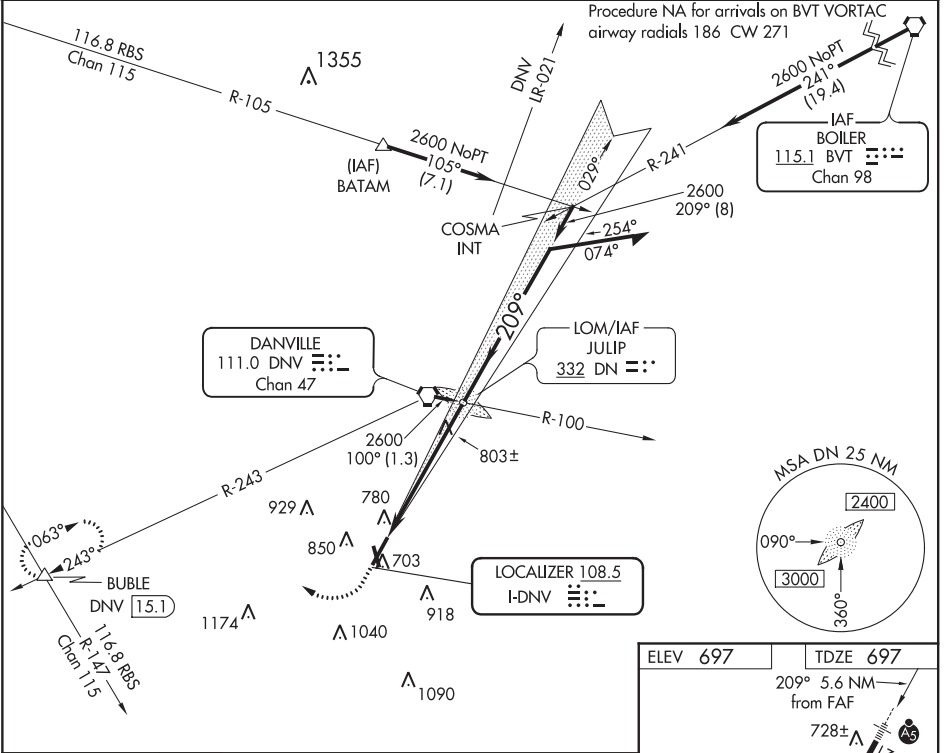 Procedure NA for arrivals on BVT VORTAC
airway radials 186 CW 271
116.8 RBS
Chan 115
R-105
1355
DNV
LR-021
2600 NoPT
241°
(19.4)
IAF
BOILER
115.1 BVT
Chan 98
R-241
2600 NoPT
105°
(7.1)
(IAF)
BATAM
029°
2600
209° (8)
COSMA
INT
254°
074°
209°
DANVILLE
111.0 DNV
Chan 47
LOM/IAF
JULIP
332 DN
R-100
2600
100° (1.3)
803±
R-243
929
780
850
703
063°
243°
BUBLE
DNV 15.1
116.8 RBS
R-147
Chan 115
LOCALIZER 108.5
I-DNV
918
1174
1040
1090
MSA DN 25 NM
2400
090°
3000
360°
ELEV 697
TDZE 697
209° 5.6 NM
from FAF
728±
A5